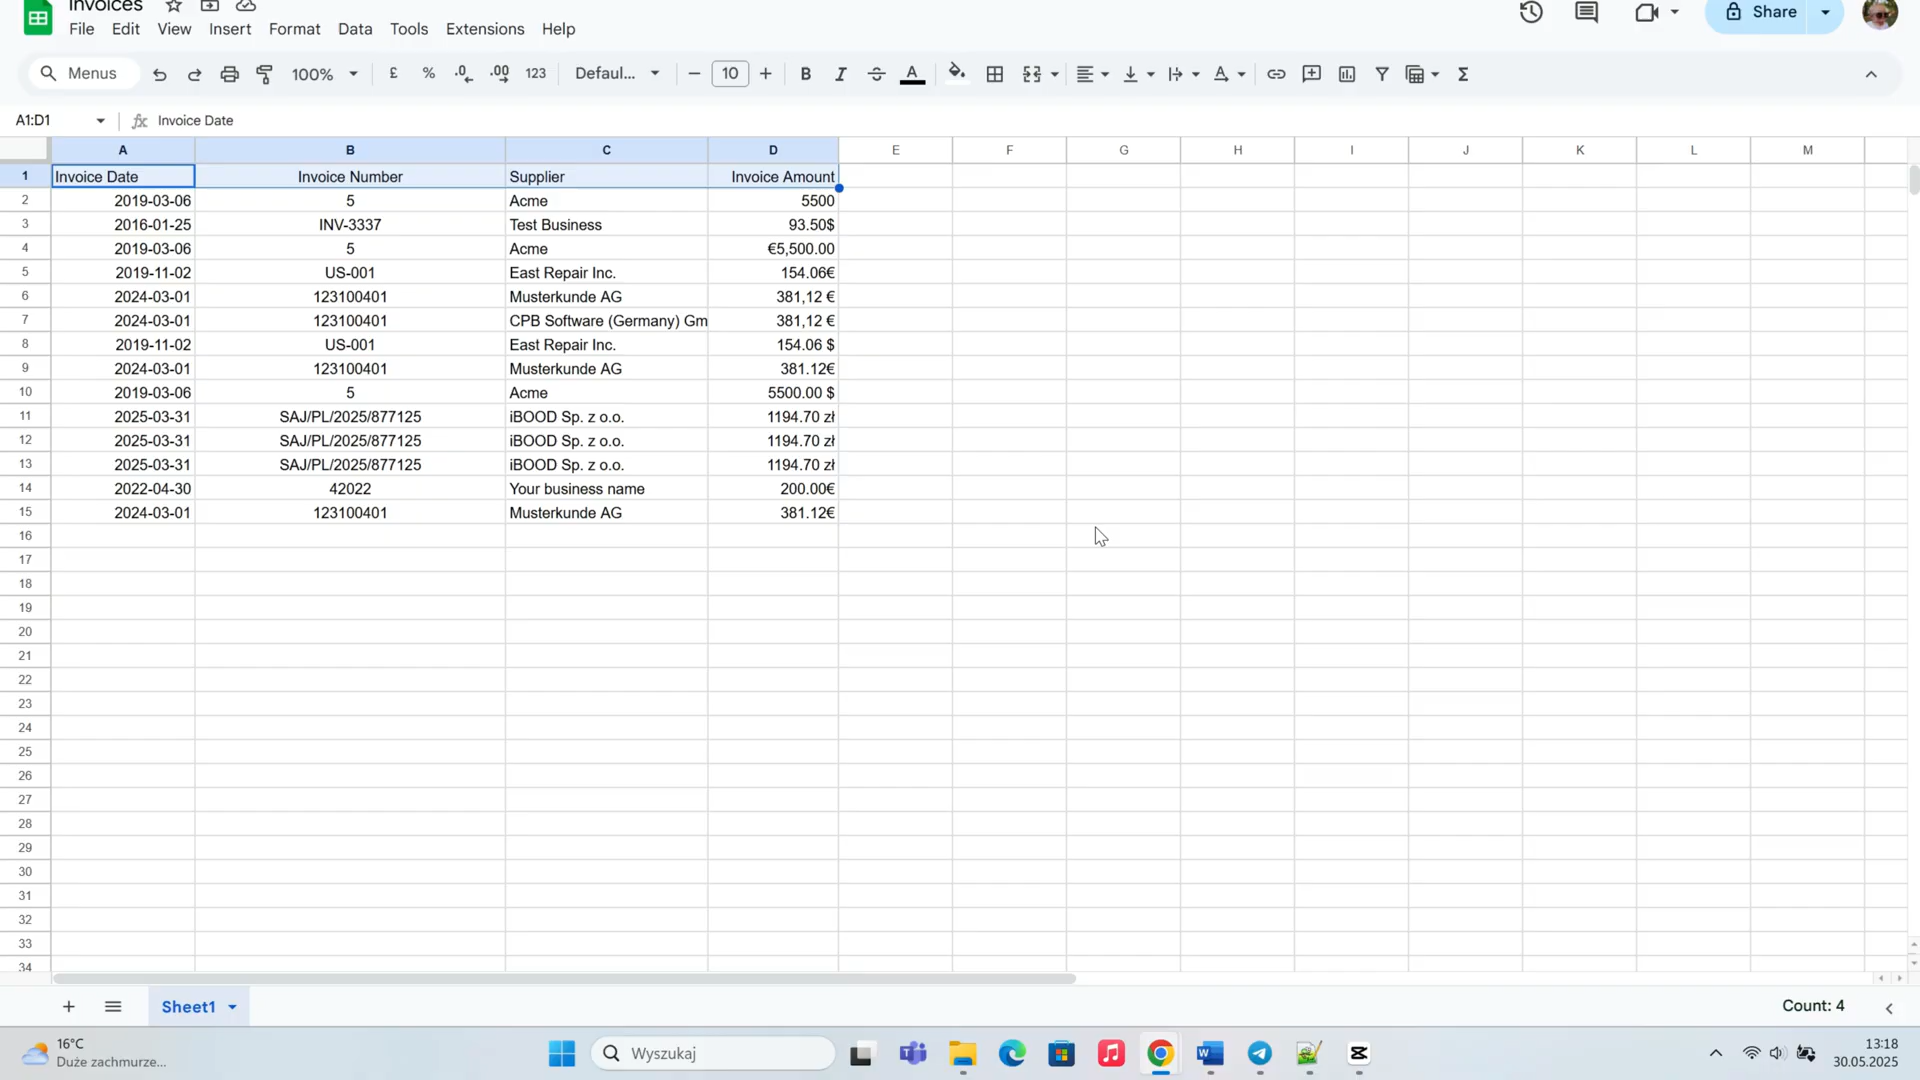 Invoices
File Edit View Insert Format Data Tools Extensions Help
Share
Menus 100% £ % .0 .00 123 Defaul... 10 B I A Σ
A1:D1 fx Invoice Date
A B C D E F G H I J K L M
1 Invoice Date Invoice Number Supplier Invoice Amount
2 2019-03-06 5 Acme 5500
3 2016-01-25 INV-3337 Test Business 93.50$
4 2019-03-06 5 Acme €5,500.00
5 2019-11-02 US-001 East Repair Inc. 154.06€
6 2024-03-01 123100401 Musterkunde AG 381,12 €
7 2024-03-01 123100401 CPB Software (Germany) Gm 381,12 €
8 2019-11-02 US-001 East Repair Inc. 154.06 $
9 2024-03-01 123100401 Musterkunde AG 381.12€
10 2019-03-06 5 Acme 5500.00 $
11 2025-03-31 SAJ/PL/2025/877125 iBOOD Sp. z o.o. 1194.70 zł
12 2025-03-31 SAJ/PL/2025/877125 iBOOD Sp. z o.o. 1194.70 zł
13 2025-03-31 SAJ/PL/2025/877125 iBOOD Sp. z o.o. 1194.70 zł
14 2022-04-30 42022 Your business name 200.00€
15 2024-03-01 123100401 Musterkunde AG 381.12€
16
17
18
19
20
21
22
23
24
25
26
27
28
29
30
31
32
33
34
Sheet1
Count: 4
16°C
Duże zachmurze...
Wyszukaj
13:18
30.05.2025